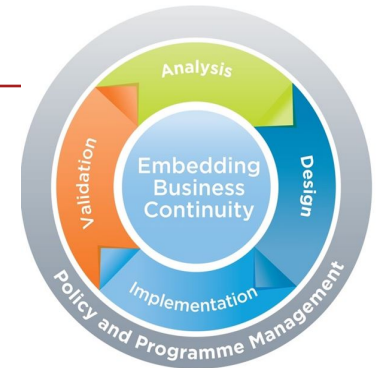 Analysis
Design
Implementation
Validation
Embedding
Business
Continuity
Policy and Programme Management